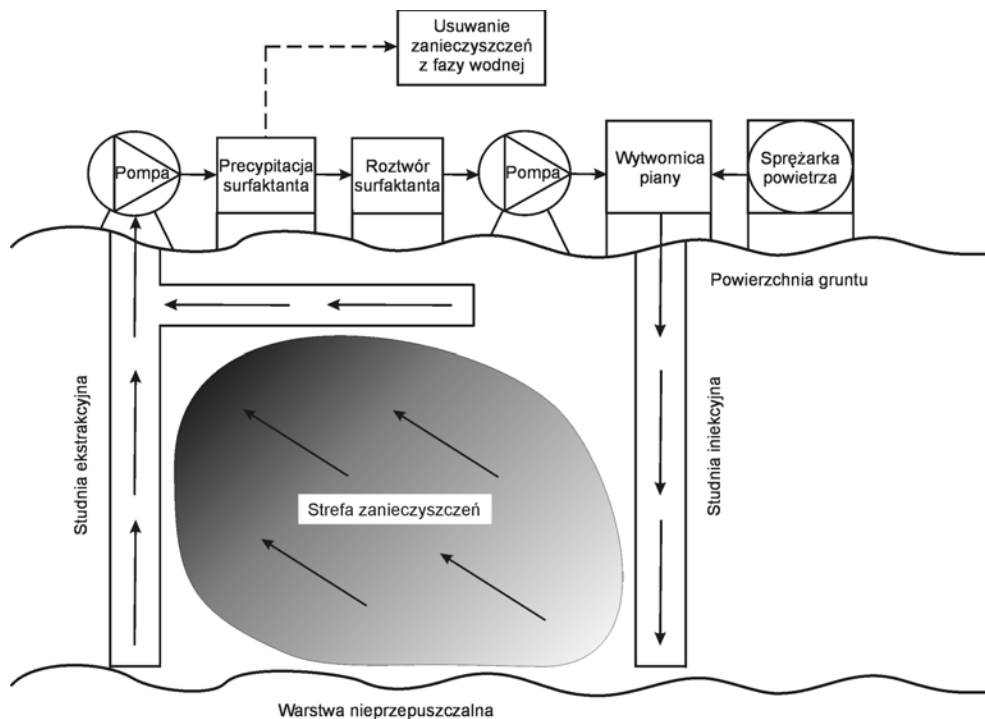 Usuwanie
zanieczyszczeń
z fazy wodnej
Pompa
Precypitacja
surfaktanta
Roztwór
surfaktanta
Pompa
Wytwornica
piany
Sprężarka
powietrza
Powierzchnia gruntu
Studnia ekstrakcyjna
Strefa zanieczyszczeń
Studnia iniekcyjna
Warstwa nieprzepuszczalna